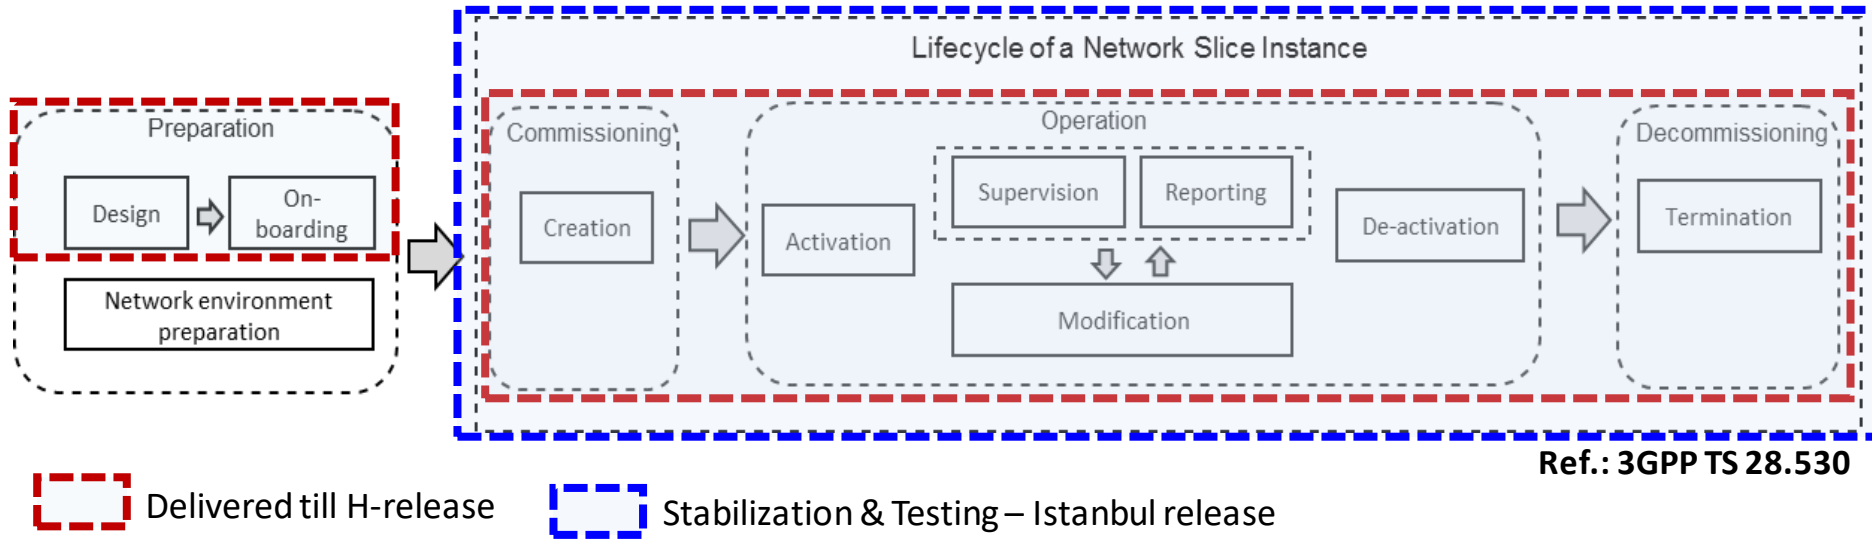 Lifecycle of a Network Slice Instance
Preparation
Design
On-
boarding
Network environment
preparation
Commissioning
Creation
Operation
Activation
Supervision
Reporting
Modification
De-activation
Decommissioning
Termination
Ref.: 3GPP TS 28.530
Delivered till H-release
Stabilization & Testing – Istanbul release